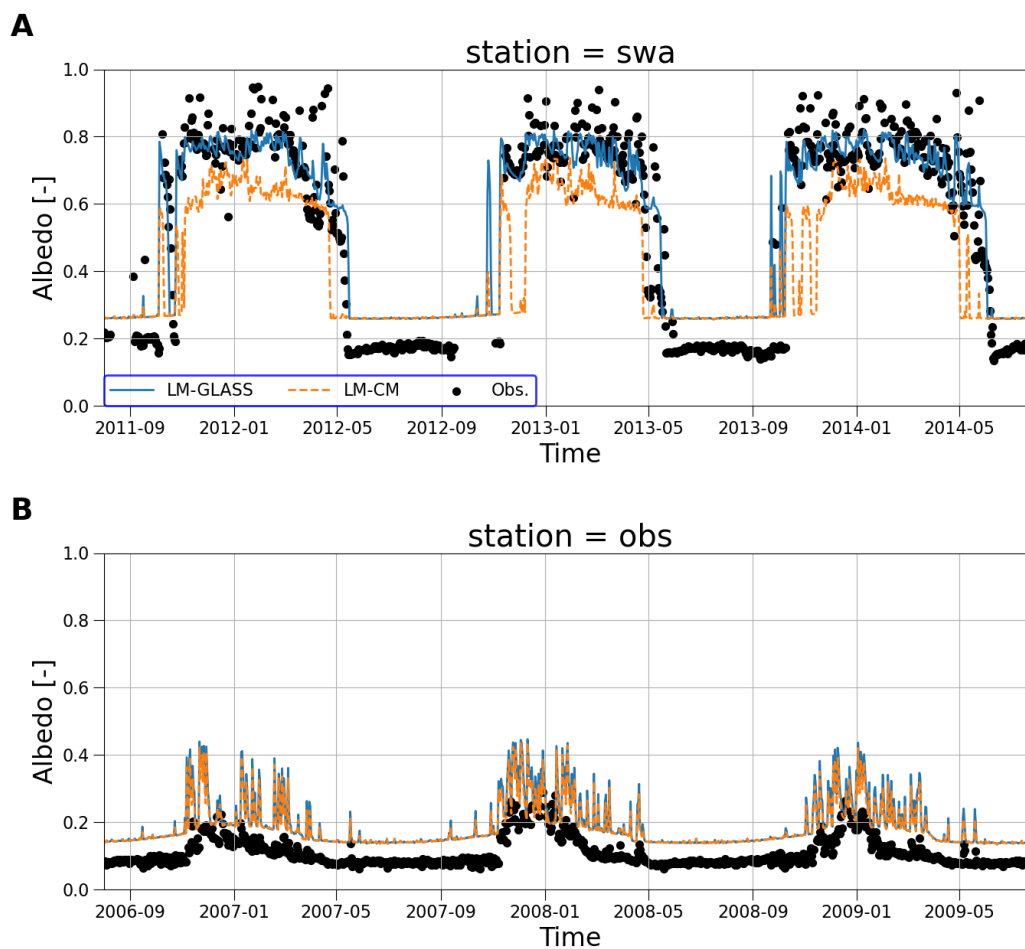 A
station = swa
Albedo [-]
1.0
0.8
0.6
0.4
0.2
0.0
LM-GLASS LM-CM Obs.
2011-09 2012-01 2012-05 2012-09 2013-01 2013-05 2013-09 2014-01 2014-05
Time
B
station = obs
Albedo [-]
1.0
0.8
0.6
0.4
0.2
0.0
2006-09 2007-01 2007-05 2007-09 2008-01 2008-05 2008-09 2009-01 2009-05
Time